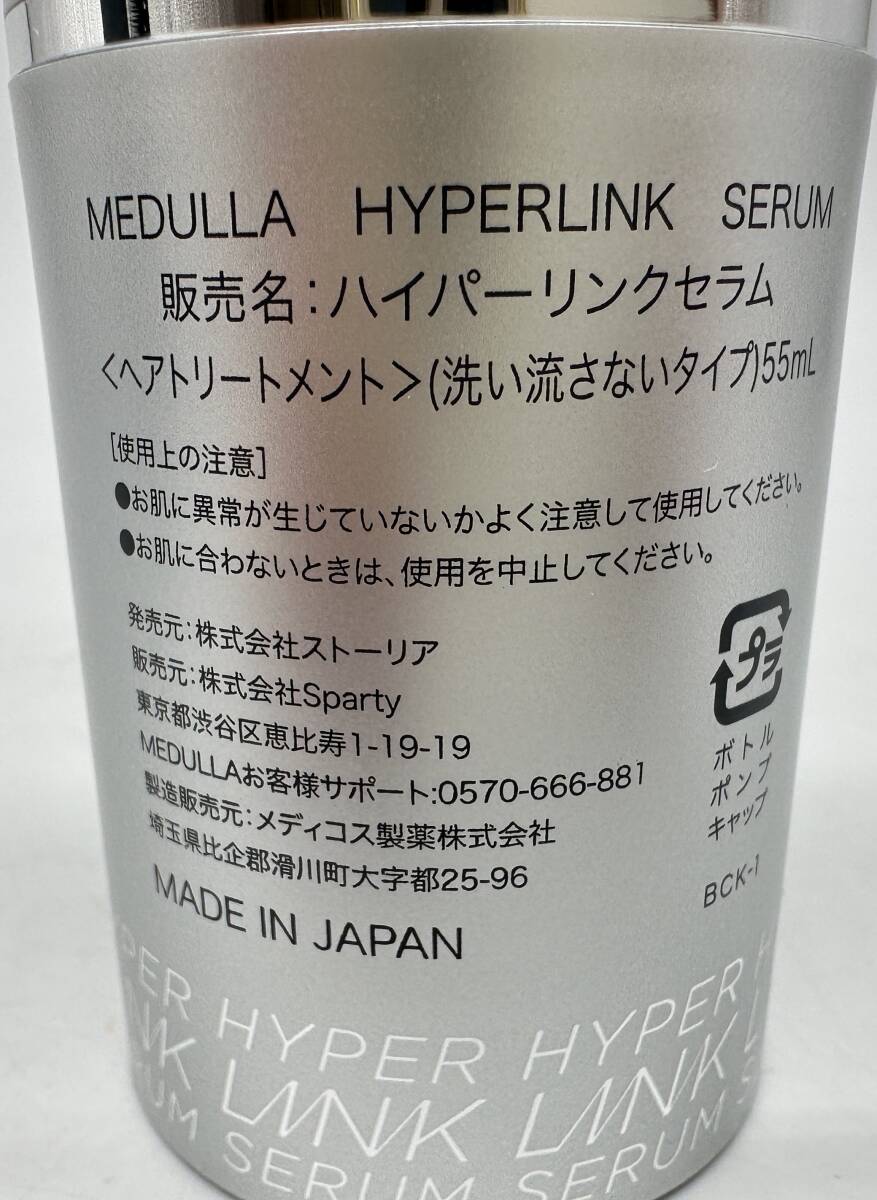 MEDULLA HYPERLINK SERUM
販売名:ハイパーリンクセラム
<ヘアトリートメント>(洗い流さないタイプ)55mL
[使用上の注意]
●お肌に異常が生じていないかよく注意して使用してください。
●お肌に合わないときは、使用を中止してください。
発売元:株式会社ストーリア
販売元:株式会社Sparty
東京都渋谷区恵比寿1-19-19
MEDULLAお客様サポート:0570-666-881
製造販売元:メディコス製薬株式会社
埼玉県比企郡滑川町大字都25-96
MADE IN JAPAN
プラ
ボトル
ポンプ
キャップ
BCK-1
PER HYPER HYPER H
LINK LINK
SERUM SERUM S